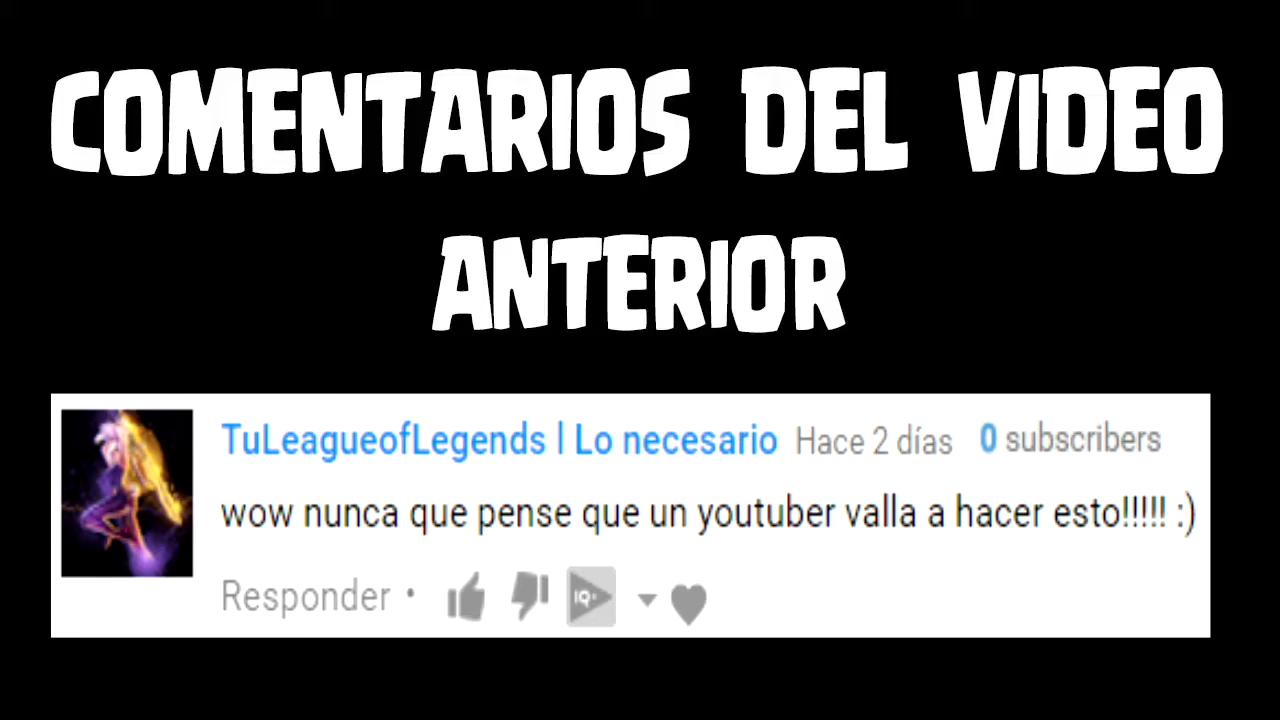 COMENTARIOS DEL VIDEO
ANTERIOR
TuLeagueofLegends | Lo necesario Hace 2 días 0 subscribers
wow nunca que pense que un youtuber valla a hacer esto!!!!! :)
Responder •
IQ+